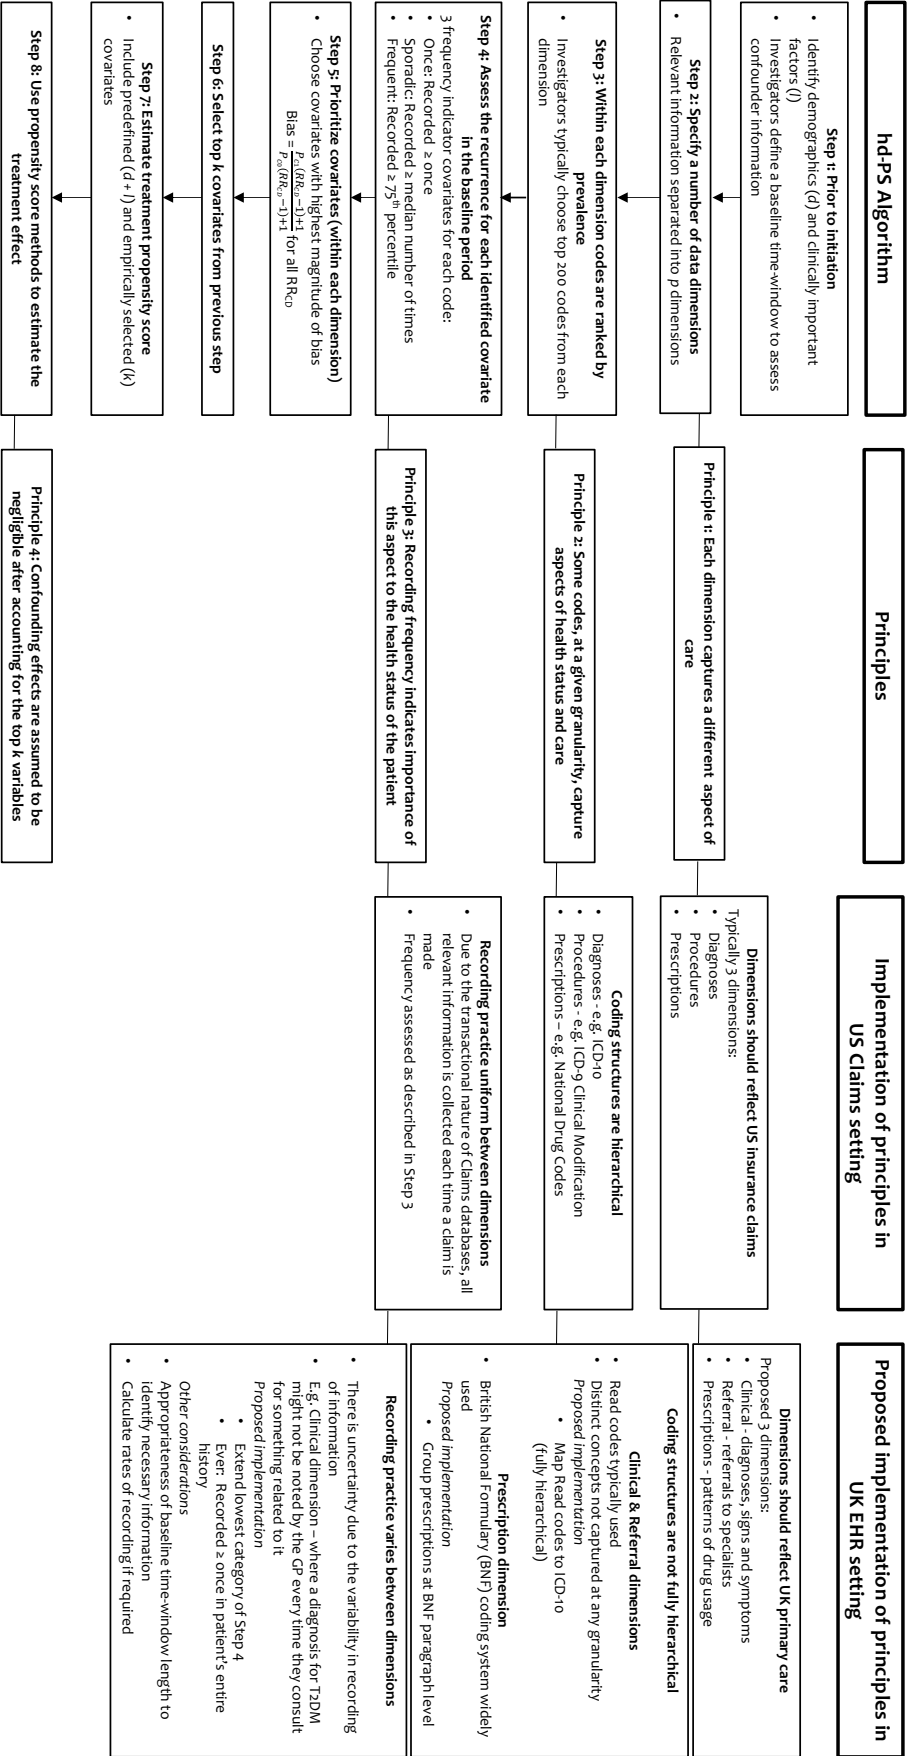 hd-PS Algorithm
Step 1: Prior to initiation
• Identify demographics (d) and clinically important
factors (l)
• Investigators define a baseline time-window to assess
confounder information
Step 2: Specify a number of data dimensions
• Relevant information separated into p dimensions
Step 3: Within each dimension codes are ranked by
prevalence
• Investigators typically choose top 200 codes from each
dimension
Step 4: Assess the recurrence for each identified covariate
in the baseline period
3 frequency indicator covariates for each code:
• Once: Recorded ≥ once
• Sporadic: Recorded ≥ median number of times
• Frequent: Recorded ≥ 75th percentile
Step 5: Prioritize covariates (within each dimension)
• Choose covariates with highest magnitude of bias
Bias = P_C1(RR_CD−1)+1 / P_C0(RR_CD−1)+1 for all RR_CD
Step 6: Select top k covariates from previous step
Step 7: Estimate treatment propensity score
• Include predefined (d + l) and empirically selected (k)
covariates
Step 8: Use propensity score methods to estimate the
treatment effect
Principles
Principle 1: Each dimension captures a different aspect of
care
Principle 2: Some codes, at a given granularity, capture
aspects of health status and care
Principle 3: Recording frequency indicates importance of
this aspect to the health status of the patient
Principle 4: Confounding effects are assumed to be
negligible after accounting for the top k variables
Implementation of principles in
US Claims setting
Dimensions should reflect US insurance claims
Typically 3 dimensions:
• Diagnoses
• Procedures
• Prescriptions
Coding structures are hierarchical
• Diagnoses - e.g. ICD-10
• Procedures - e.g. ICD-9 Clinical Modification
• Prescriptions – e.g. National Drug Codes
Recording practice uniform between dimensions
• Due to the transactional nature of Claims databases, all
relevant information is collected each time a claim is
made
• Frequency assessed as described in Step 3
Proposed implementation of principles in
UK EHR setting
Dimensions should reflect UK primary care
Proposed 3 dimensions:
• Clinical - diagnoses, signs and symptoms
• Referral - referrals to specialists
• Prescriptions - patterns of drug usage
Coding structures are not fully hierarchical
Clinical & Referral dimensions
• Read codes typically used
• Distinct concepts not captured at any granularity
Proposed implementation
• Map Read codes to ICD-10
(fully hierarchical)
Prescription dimension
• British National Formulary (BNF) coding system widely
used
Proposed implementation
• Group prescriptions at BNF paragraph level
Recording practice varies between dimensions
• There is uncertainty due to the variability in recording
of information
• E.g. Clinical dimension – where a diagnosis for T2DM
might not be noted by the GP every time they consult
for something related to it
Proposed implementation
• Extend lowest category of Step 4
• Ever: Recorded ≥ once in patient's entire
history
Other considerations
• Appropriateness of baseline time-window length to
identify necessary information
• Calculate rates of recording if required